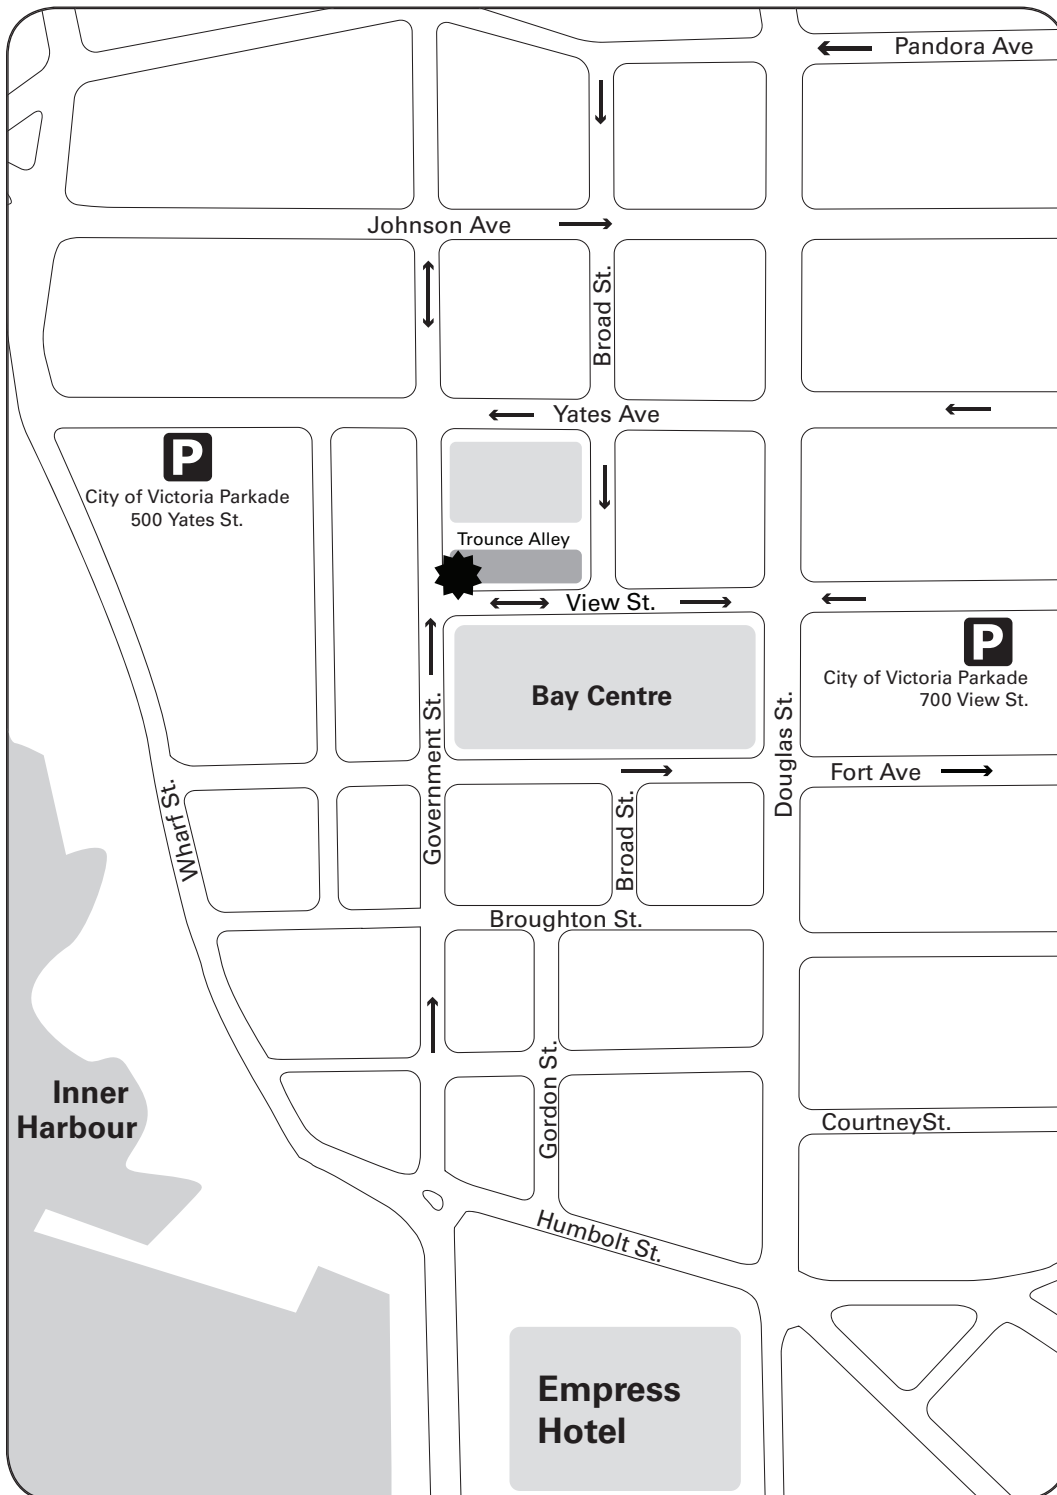 Pandora Ave
Johnson Ave
Broad St.
Yates Ave
P
City of Victoria Parkade
500 Yates St.
Trounce Alley
View St.
P
City of Victoria Parkade
700 View St.
Bay Centre
Government St.
Douglas St.
Fort Ave
Wharf St.
Broad St.
Broughton St.
Gordon St.
Inner
Harbour
CourtneySt.
Humbolt St.
Empress
Hotel